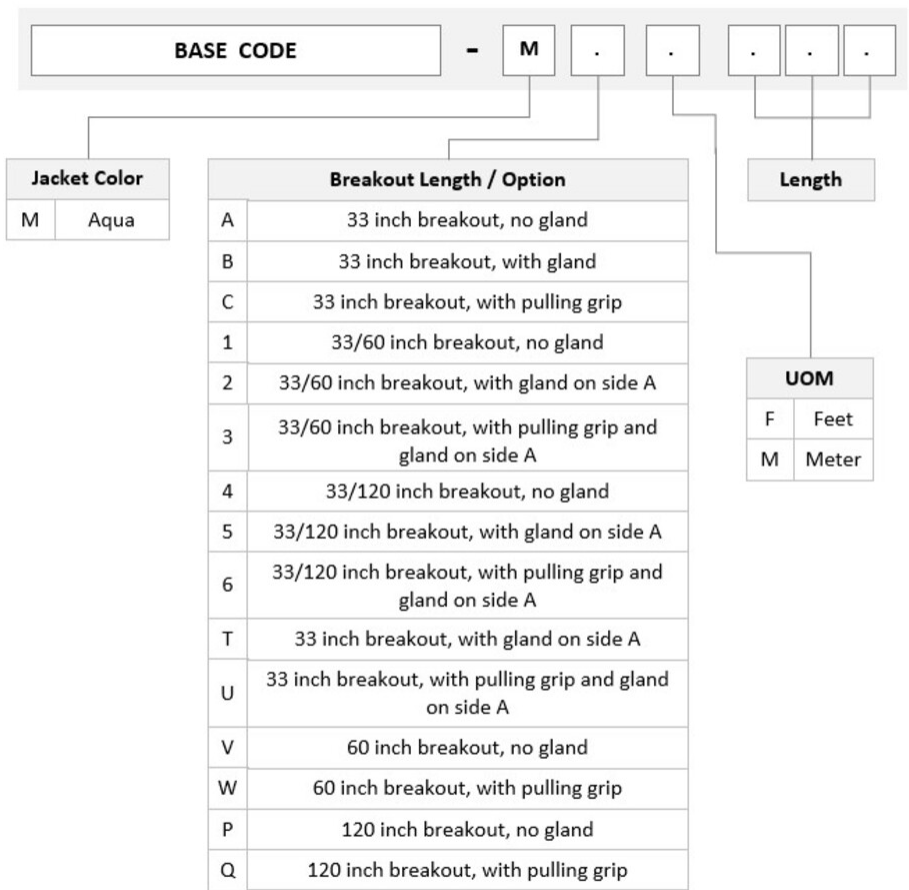 BASE CODE - M . . . . .
Jacket Color
M Aqua
Breakout Length / Option
A 33 inch breakout, no gland
B 33 inch breakout, with gland
C 33 inch breakout, with pulling grip
1 33/60 inch breakout, no gland
2 33/60 inch breakout, with gland on side A
3 33/60 inch breakout, with pulling grip and
gland on side A
4 33/120 inch breakout, no gland
5 33/120 inch breakout, with gland on side A
6 33/120 inch breakout, with pulling grip and
gland on side A
T 33 inch breakout, with gland on side A
U 33 inch breakout, with pulling grip and gland
on side A
V 60 inch breakout, no gland
W 60 inch breakout, with pulling grip
P 120 inch breakout, no gland
Q 120 inch breakout, with pulling grip
Length
UOM
F Feet
M Meter